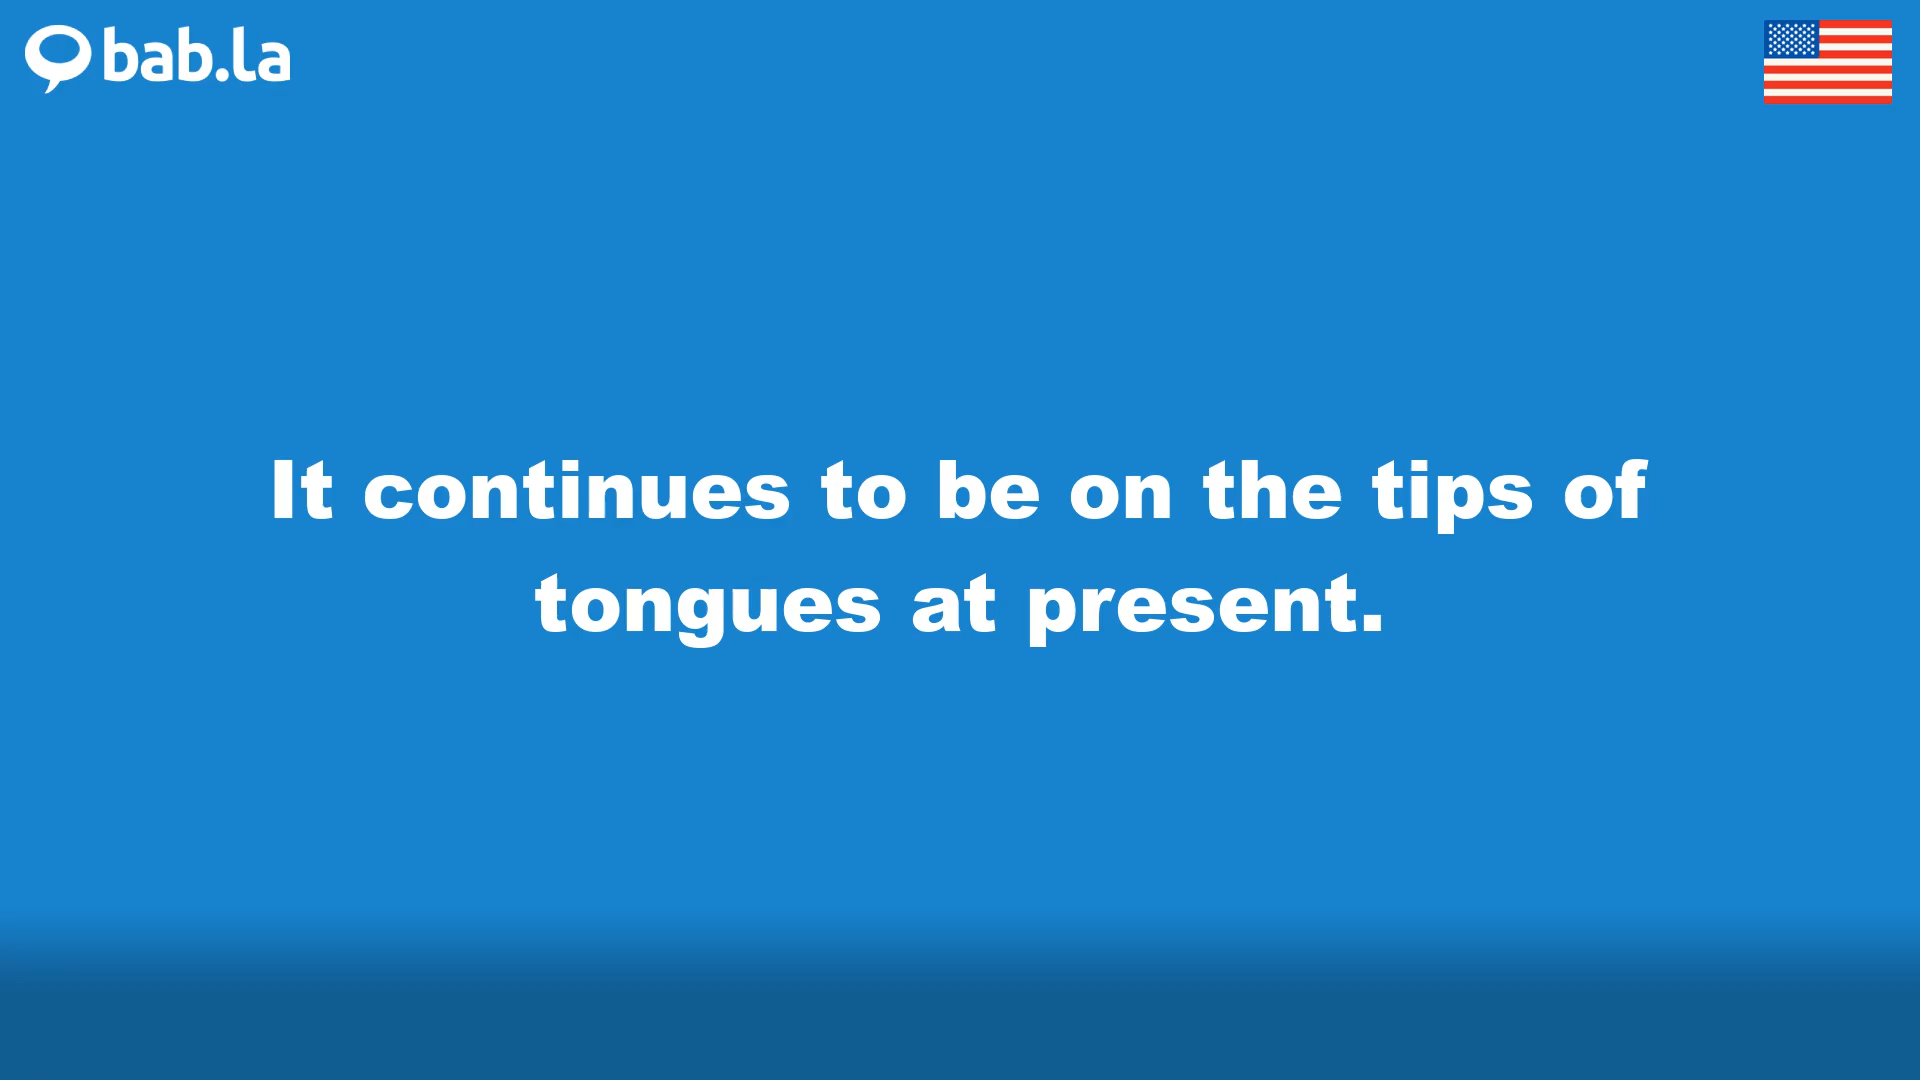 bab.la
It continues to be on the tips of
tongues at present.